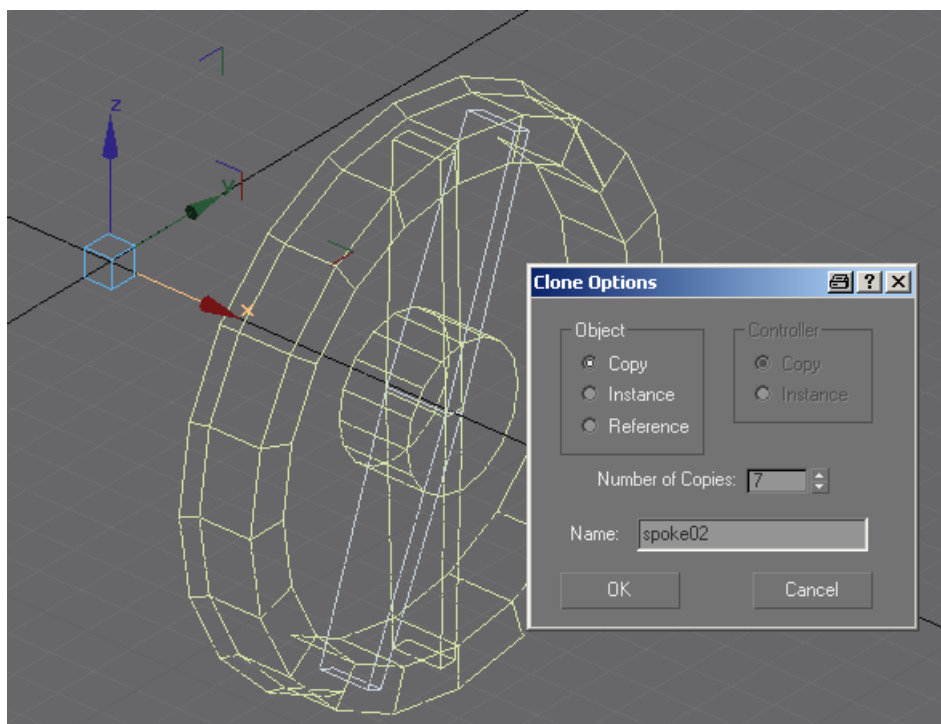 z
y
x
Clone Options
Object
Controller
Copy
Copy
Instance
Instance
Reference
Number of Copies: 7
Name: spoke02
OK
Cancel